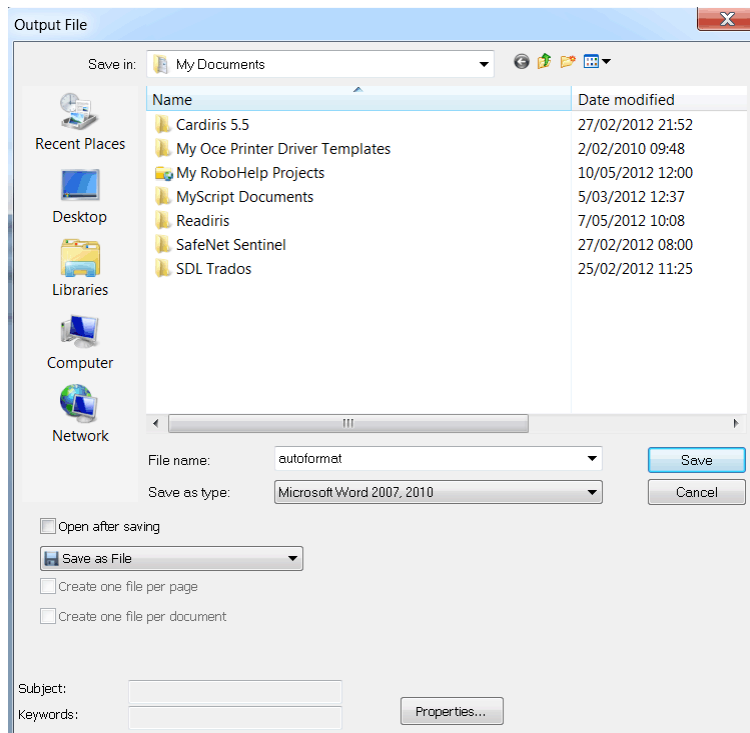 Output File
Save in: My Documents
Name Date modified
Cardiris 5.5 27/02/2012 21:52
My Oce Printer Driver Templates 2/02/2010 09:48
My RoboHelp Projects 10/05/2012 12:00
MyScript Documents 5/03/2012 12:37
Readiris 7/05/2012 10:08
SafeNet Sentinel 27/02/2012 08:00
SDL Trados 25/02/2012 11:25
Recent Places
Desktop
Libraries
Computer
Network
File name: autoformat Save
Save as type: Microsoft Word 2007, 2010 Cancel
Open after saving
Save as File
Create one file per page
Create one file per document
Subject:
Keywords: Properties...